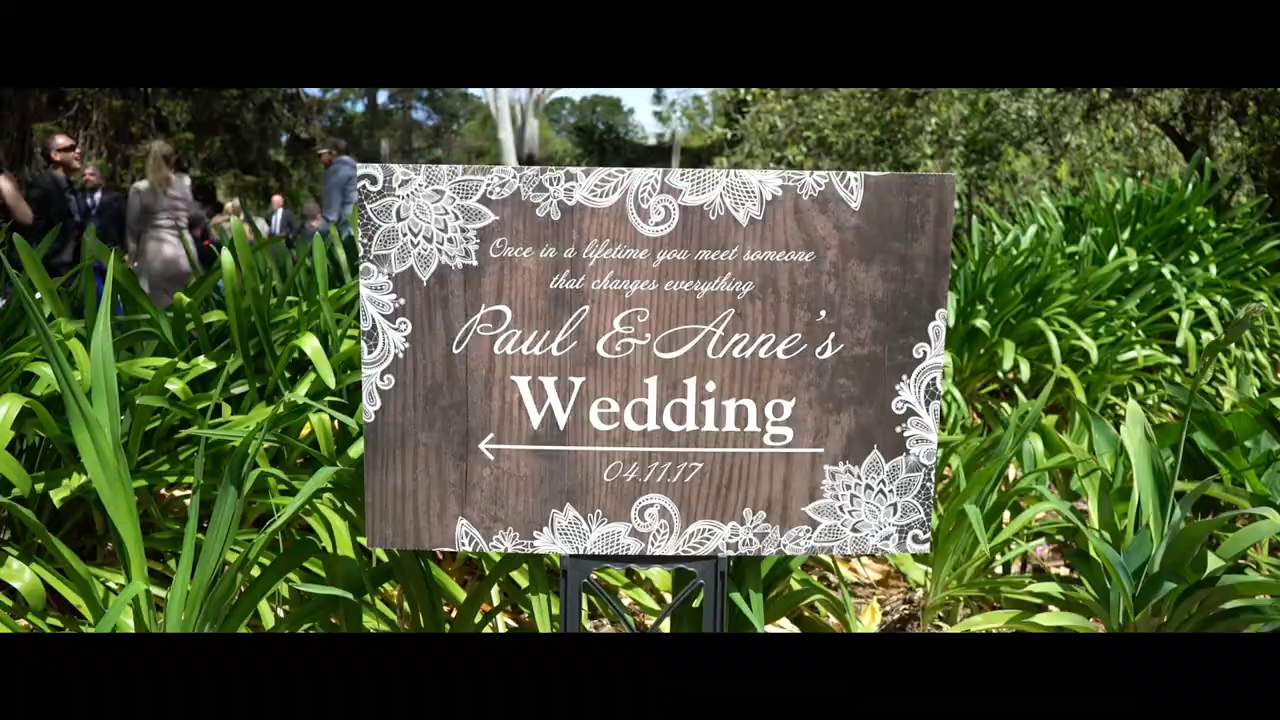 Once in a lifetime you meet someone
that changes everything
Paul & Anne's
Wedding
04.11.17